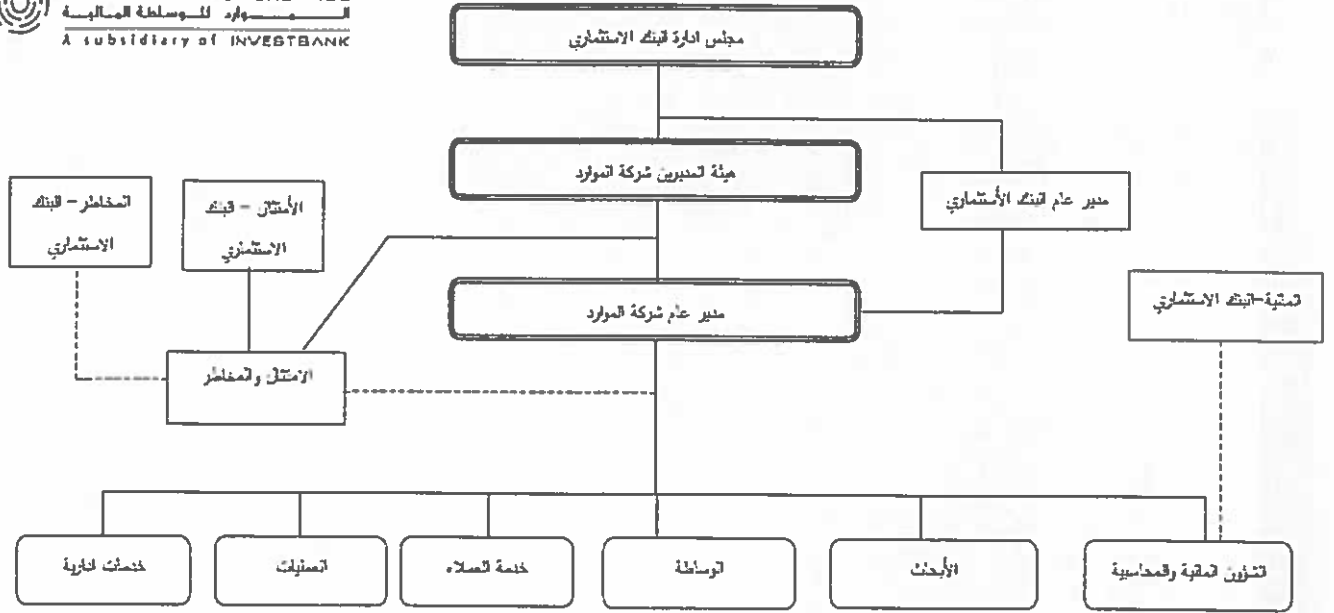 الموارد للوساطة المالية
A subsidiary of INVESTBANK
مجلس ادارة البنك الاستثماري
هيئة المديرين شركة الموارد
مدير عام البنك الأستثماري
الأمتثال - البنك
الاستثماري
المخاطر - البنك
الاستثماري
مدير عام شركة الموارد
المالية-البنك الاستثماري
الامتثال والمخاطر
الشؤون المالية والمحاسبية
الأبحاث
الوساطة
خدمة العملاء
العمليات
خدمات ادارية